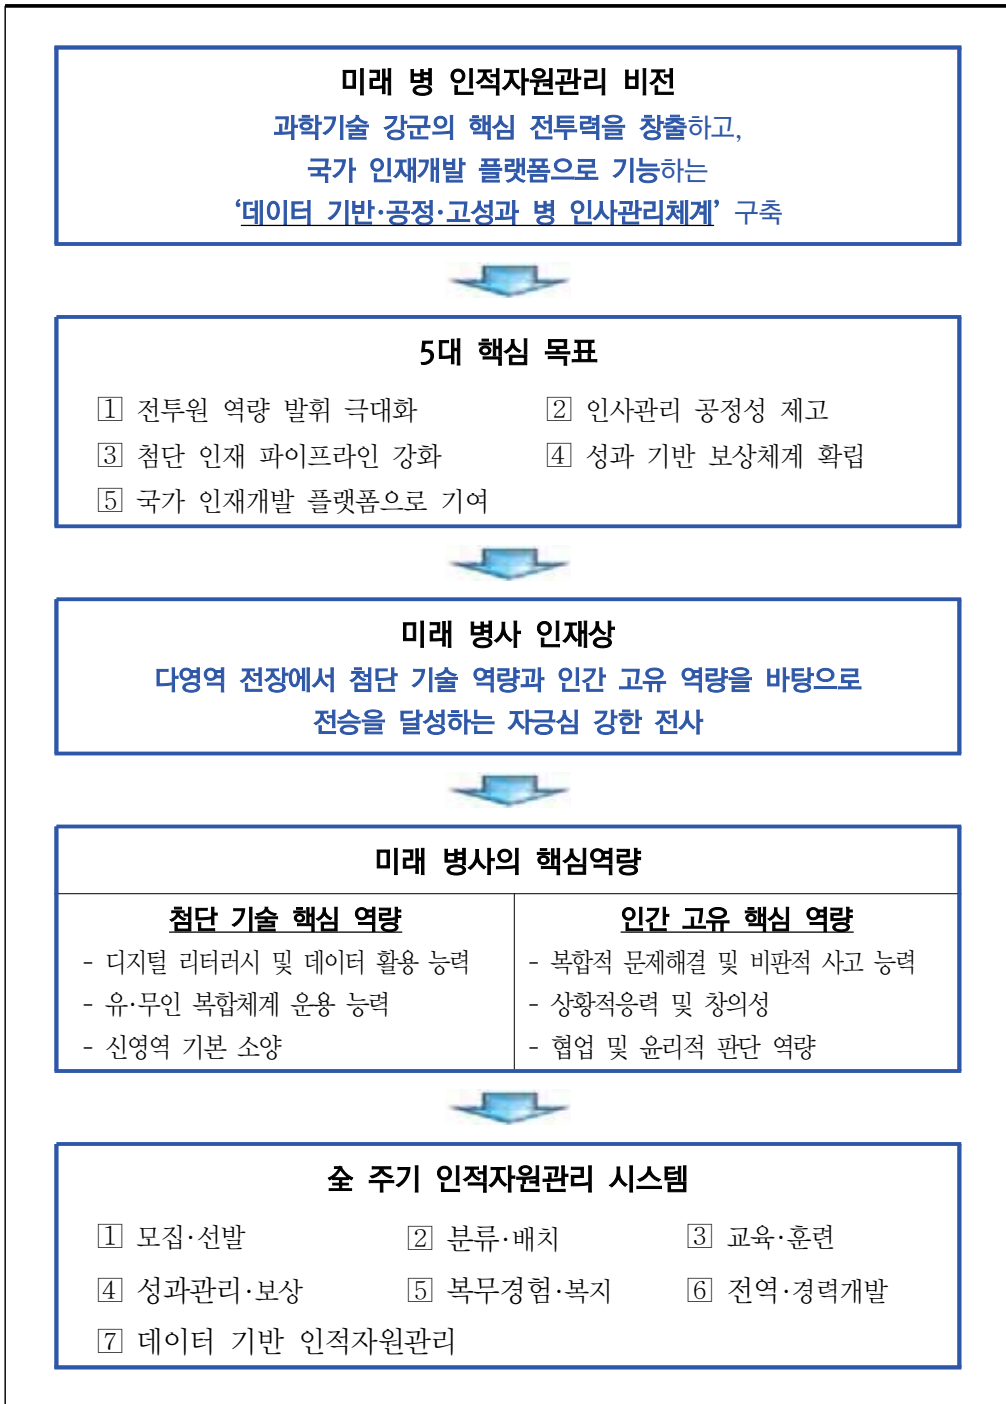 미래 병 인적자원관리 비전
과학기술 강군의 핵심 전투력을 창출하고,
국가 인재개발 플랫폼으로 기능하는
‘데이터 기반·공정·고성과 병 인사관리체계’ 구축
5대 핵심 목표
1 전투원 역량 발휘 극대화
2 인사관리 공정성 제고
3 첨단 인재 파이프라인 강화
4 성과 기반 보상체계 확립
5 국가 인재개발 플랫폼으로 기여
미래 병사 인재상
다영역 전장에서 첨단 기술 역량과 인간 고유 역량을 바탕으로
전승을 달성하는 자긍심 강한 전사
미래 병사의 핵심역량
첨단 기술 핵심 역량
- 디지털 리터러시 및 데이터 활용 능력
- 유·무인 복합체계 운용 능력
- 신영역 기본 소양
인간 고유 핵심 역량
- 복합적 문제해결 및 비판적 사고 능력
- 상황적응력 및 창의성
- 협업 및 윤리적 판단 역량
全 주기 인적자원관리 시스템
1 모집·선발
2 분류·배치
3 교육·훈련
4 성과관리·보상
5 복무경험·복지
6 전역·경력개발
7 데이터 기반 인적자원관리